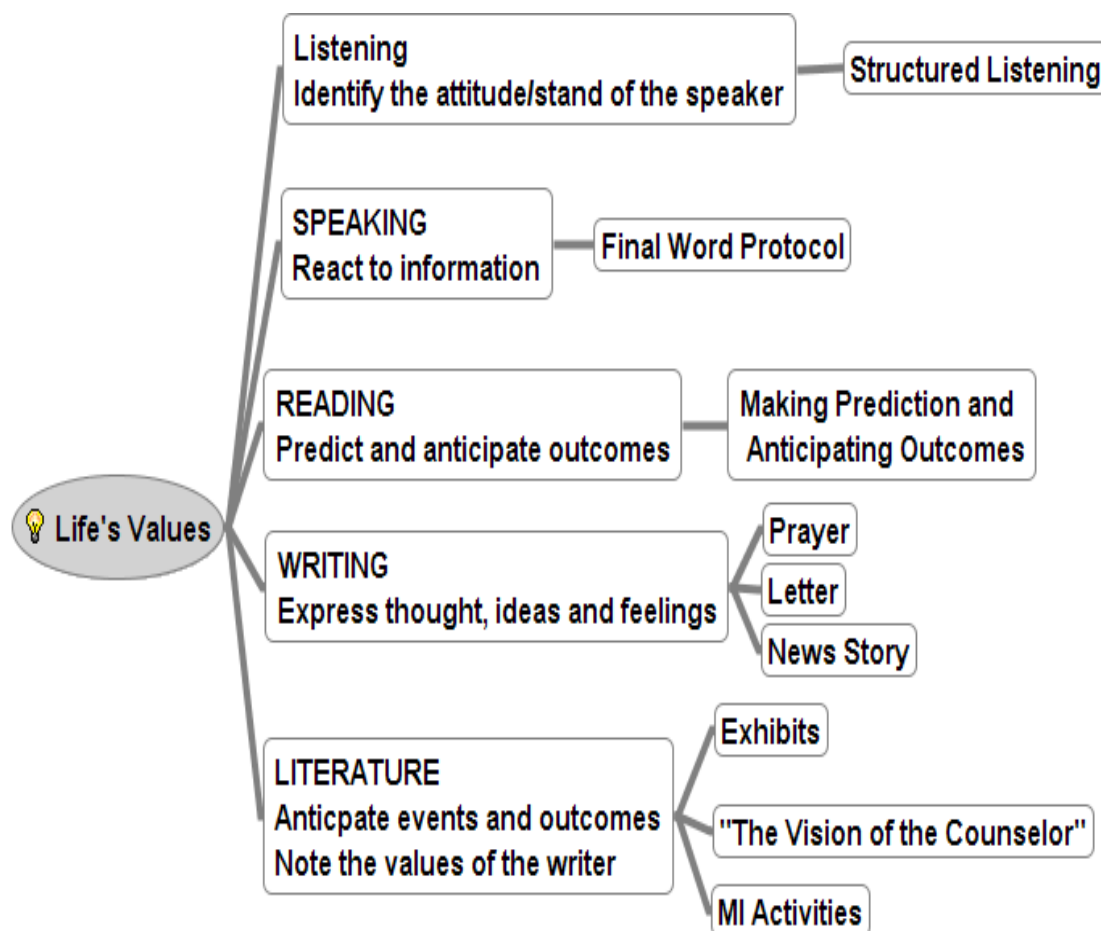 Listening
Identify the attitude/stand of the speaker
Structured Listening
SPEAKING
React to information
Final Word Protocol
READING
Predict and anticipate outcomes
Making Prediction and
Anticipating Outcomes
Life's Values
WRITING
Express thought, ideas and feelings
Prayer
Letter
News Story
LITERATURE
Anticpate events and outcomes
Note the values of the writer
Exhibits
"The Vision of the Counselor"
MI Activities